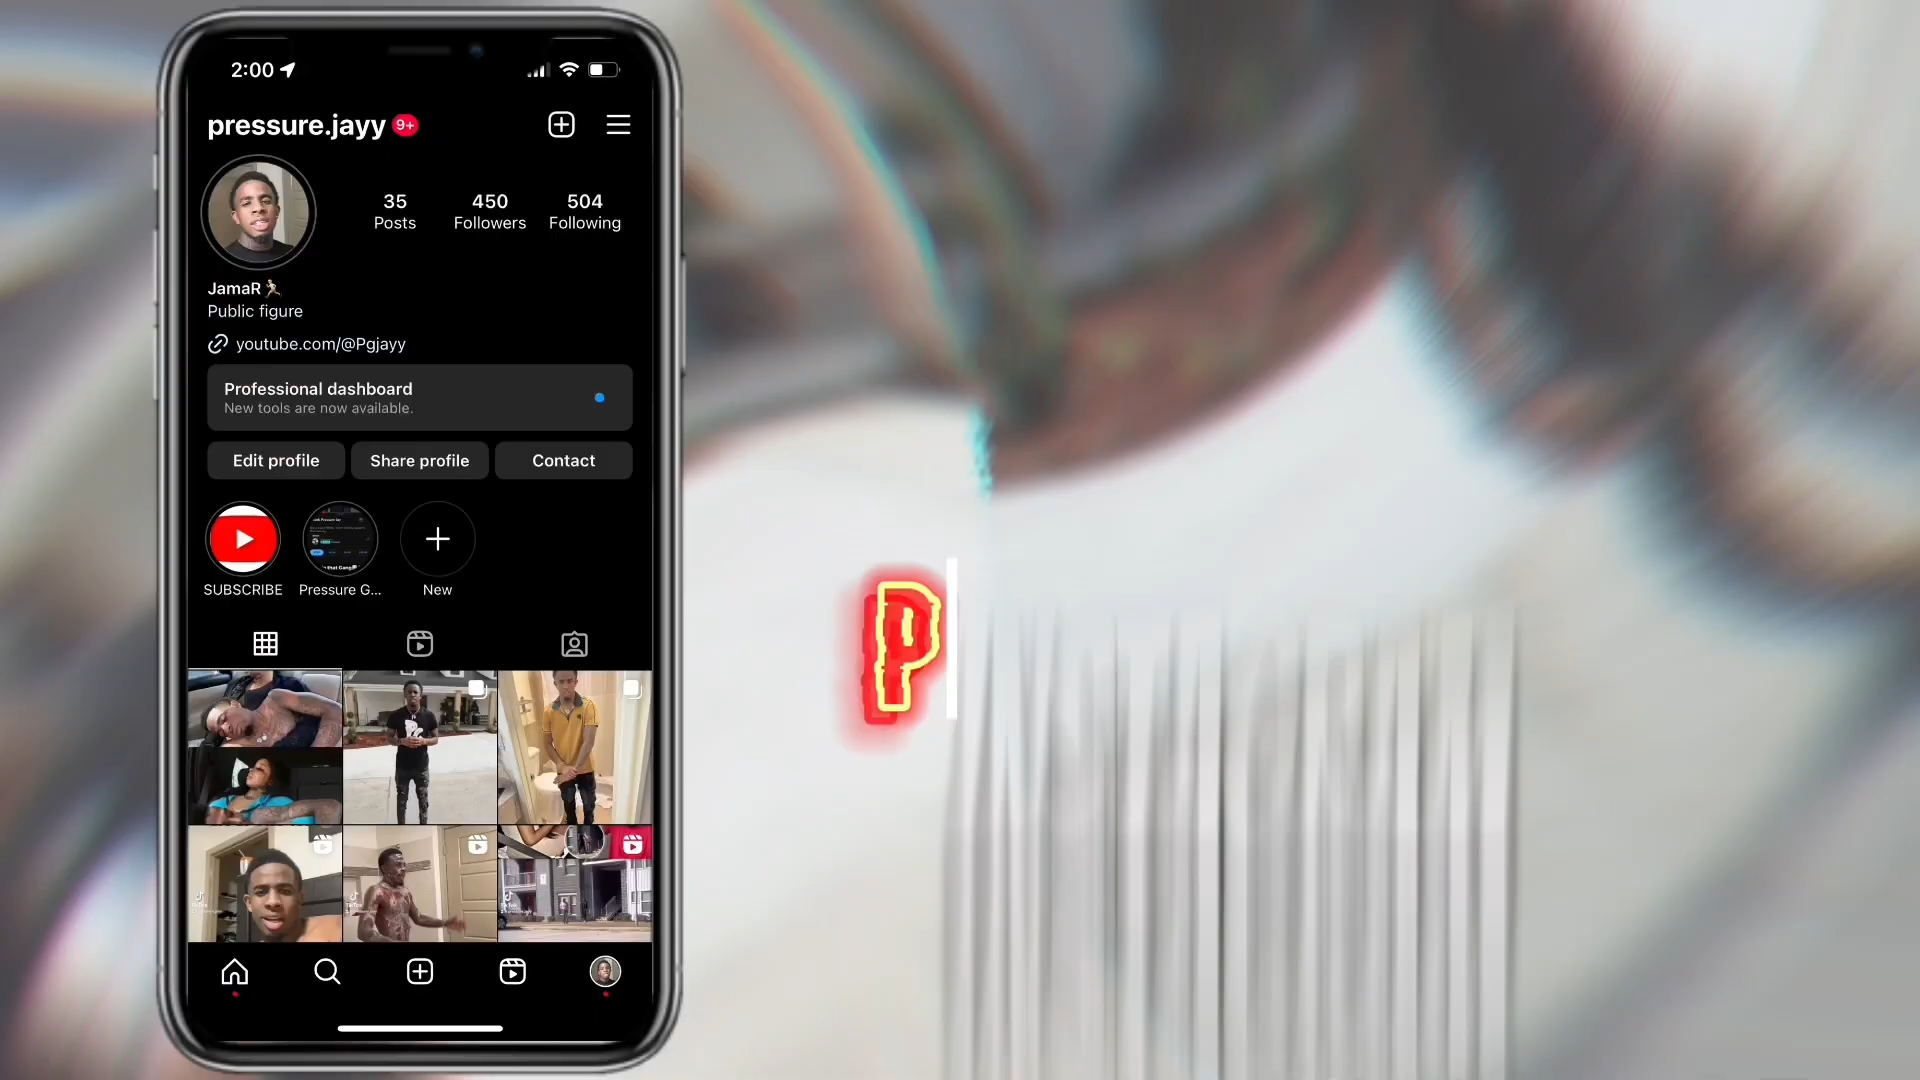 2:00
pressure.jayy 9+
35 450 504
Posts Followers Following
JamaR
Public figure
youtube.com/@Pgjayy
Professional dashboard
New tools are now available.
Edit profile Share profile Contact
SUBSCRIBE Pressure G... New
P